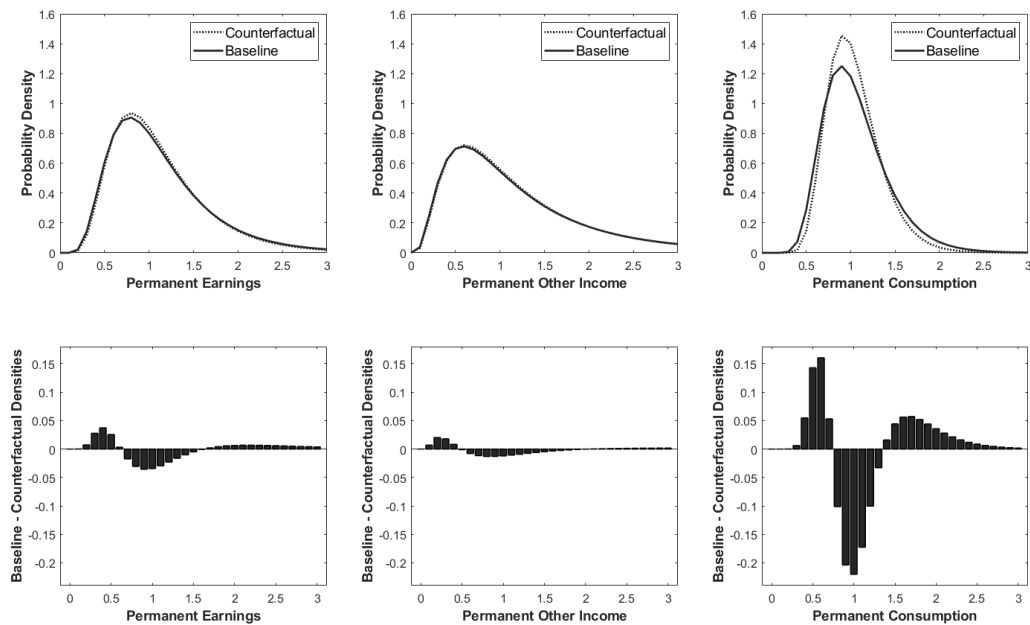 1.6
1.4
1.2
1
0.8
0.6
0.4
0.2
0
Probability Density
Counterfactual
Baseline
0 0.5 1 1.5 2 2.5 3
Permanent Earnings
1.6
1.4
1.2
1
0.8
0.6
0.4
0.2
0
Probability Density
Counterfactual
Baseline
0 0.5 1 1.5 2 2.5 3
Permanent Other Income
1.6
1.4
1.2
1
0.8
0.6
0.4
0.2
0
Probability Density
Counterfactual
Baseline
0 0.5 1 1.5 2 2.5 3
Permanent Consumption
0.15
0.1
0.05
0
-0.05
-0.1
-0.15
-0.2
Baseline - Counterfactual Densities
0 0.5 1 1.5 2 2.5 3
Permanent Earnings
0.15
0.1
0.05
0
-0.05
-0.1
-0.15
-0.2
Baseline - Counterfactual Densities
0 0.5 1 1.5 2 2.5 3
Permanent Other Income
0.15
0.1
0.05
0
-0.05
-0.1
-0.15
-0.2
Baseline - Counterfactual Densities
0 0.5 1 1.5 2 2.5 3
Permanent Consumption